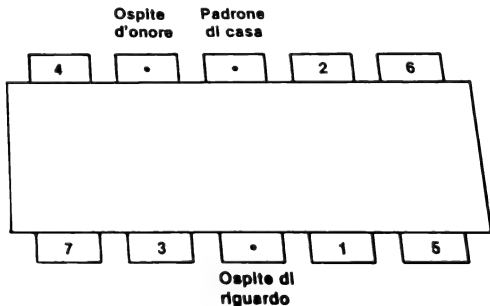 Ospite d'onore
Padrone di casa
4 • • 2 6
7 3 • 1 5
Ospite di riguardo